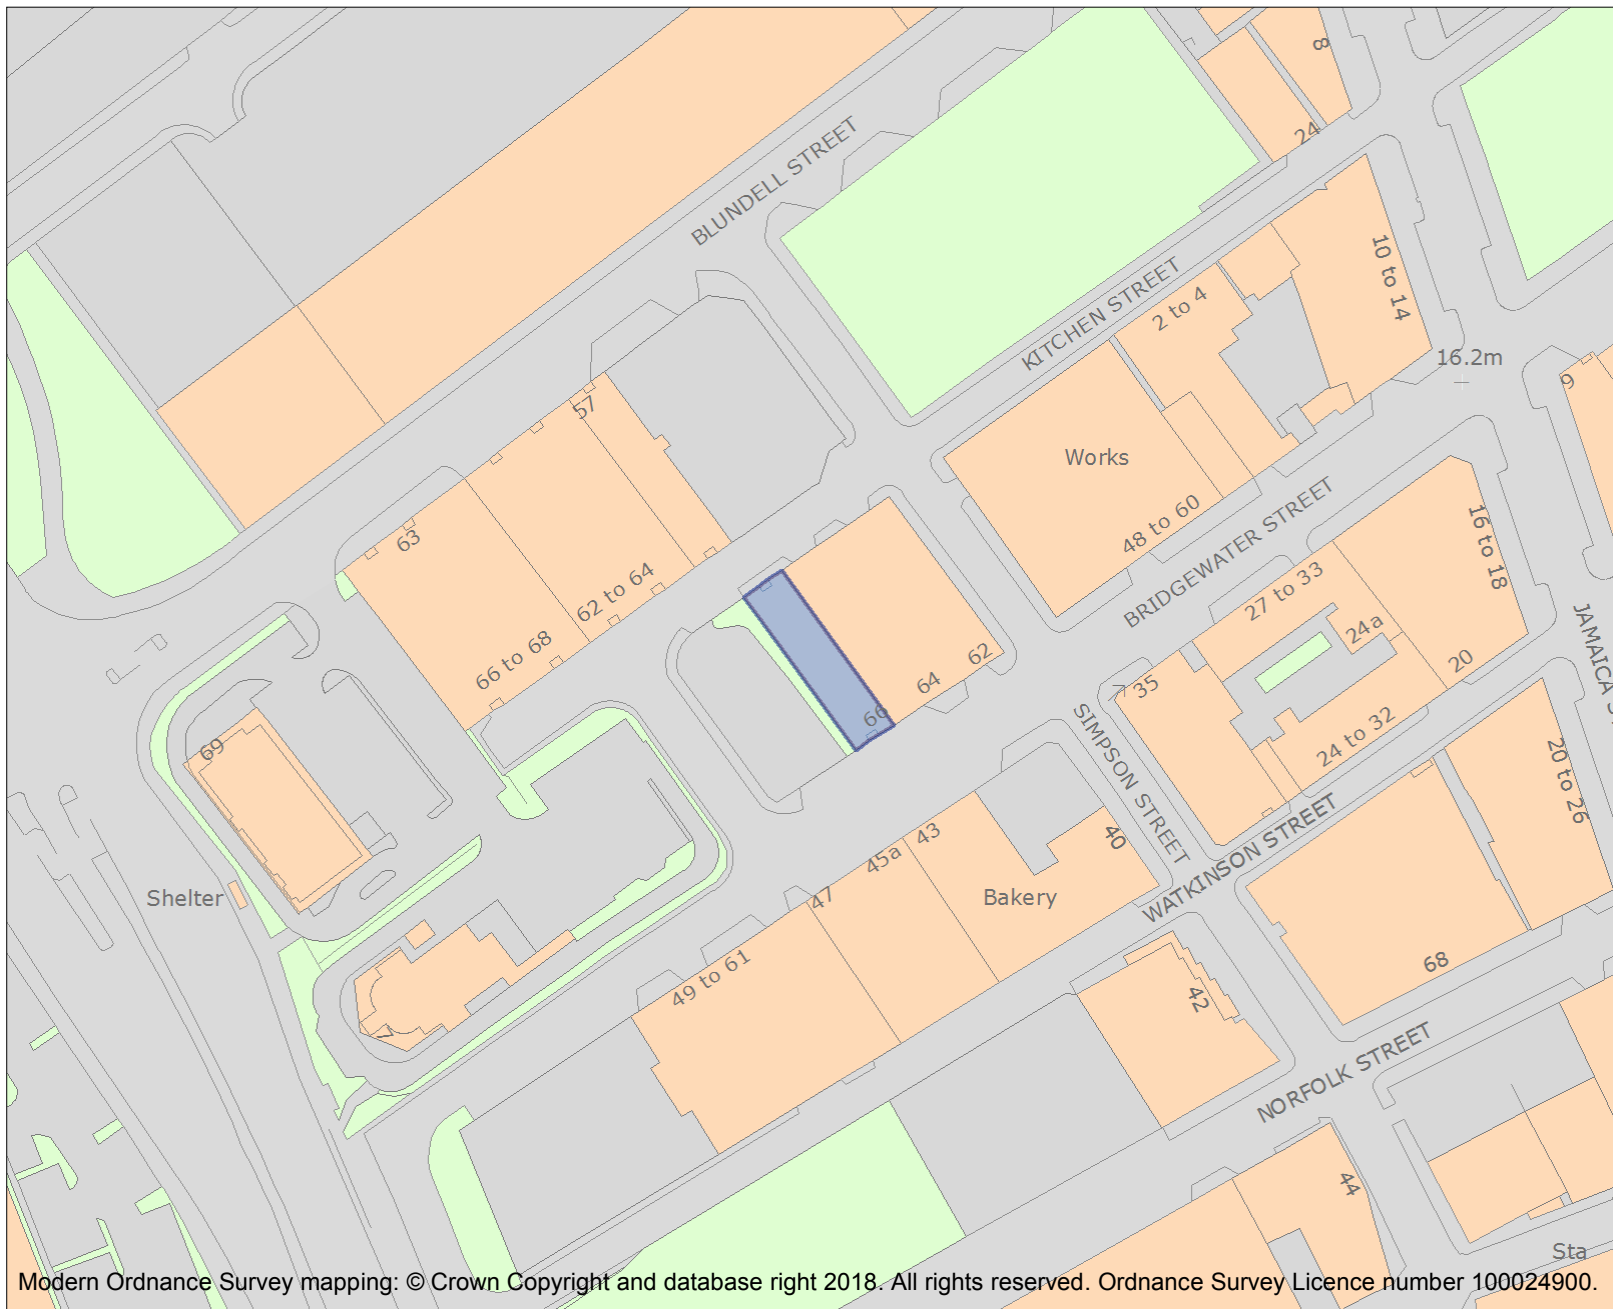 8
24
BLUNDELL STREET
KITCHEN STREET
2 to 4
10 to 14
16.2m
9
57
Works
63
48 to 60
BRIDGEWATER STREET
16 to 18
62 to 64
27 to 33
24a
JAMAICA S
66 to 68
62
64
66
35
20
69
SIMPSON STREET
24 to 32
20 to 26
43
45a
40
WATKINSON STREET
Shelter
47
Bakery
49 to 61
68
42
7
NORFOLK STREET
44
Sta
Modern Ordnance Survey mapping: © Crown Copyright and database right 2018. All rights reserved. Ordnance Survey Licence number 100024900.